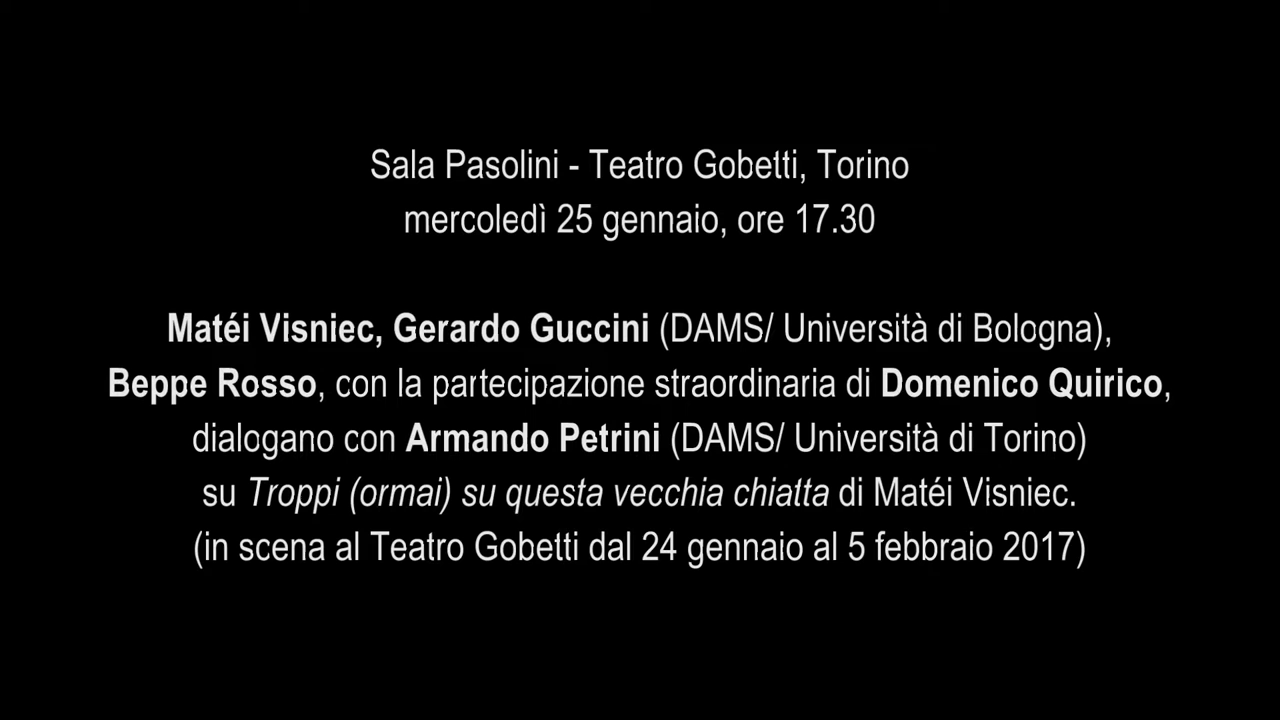 Sala Pasolini - Teatro Gobetti, Torino
mercoledì 25 gennaio, ore 17.30
Matéi Visniec, Gerardo Guccini (DAMS/ Università di Bologna),
Beppe Rosso, con la partecipazione straordinaria di Domenico Quirico,
dialogano con Armando Petrini (DAMS/ Università di Torino)
su Troppi (ormai) su questa vecchia chiatta di Matéi Visniec.
(in scena al Teatro Gobetti dal 24 gennaio al 5 febbraio 2017)